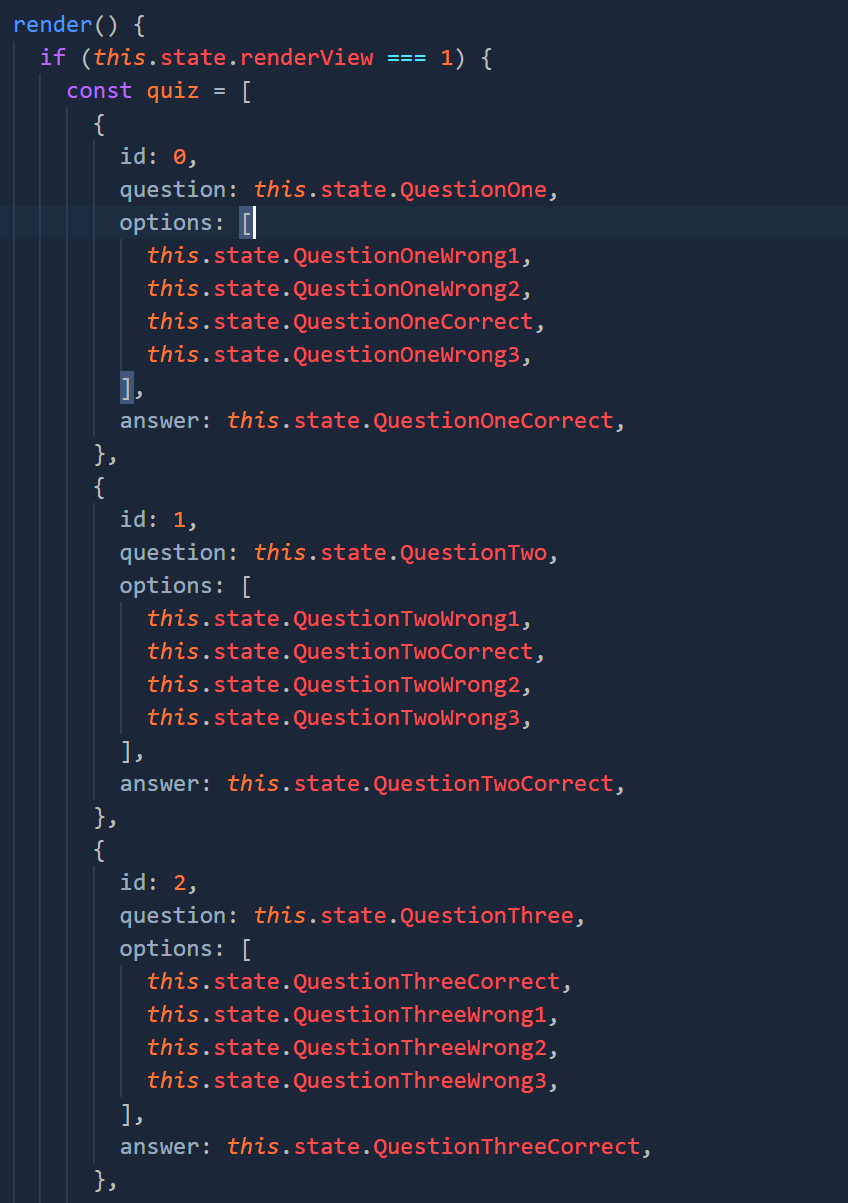 render() {
if (this.state.renderView === 1) {
const quiz = [
{
id: 0,
question: this.state.QuestionOne,
options: [
this.state.QuestionOneWrong1,
this.state.QuestionOneWrong2,
this.state.QuestionOneCorrect,
this.state.QuestionOneWrong3,
],
answer: this.state.QuestionOneCorrect,
},
{
id: 1,
question: this.state.QuestionTwo,
options: [
this.state.QuestionTwoWrong1,
this.state.QuestionTwoCorrect,
this.state.QuestionTwoWrong2,
this.state.QuestionTwoWrong3,
],
answer: this.state.QuestionTwoCorrect,
},
{
id: 2,
question: this.state.QuestionThree,
options: [
this.state.QuestionThreeCorrect,
this.state.QuestionThreeWrong1,
this.state.QuestionThreeWrong2,
this.state.QuestionThreeWrong3,
],
answer: this.state.QuestionThreeCorrect,
},